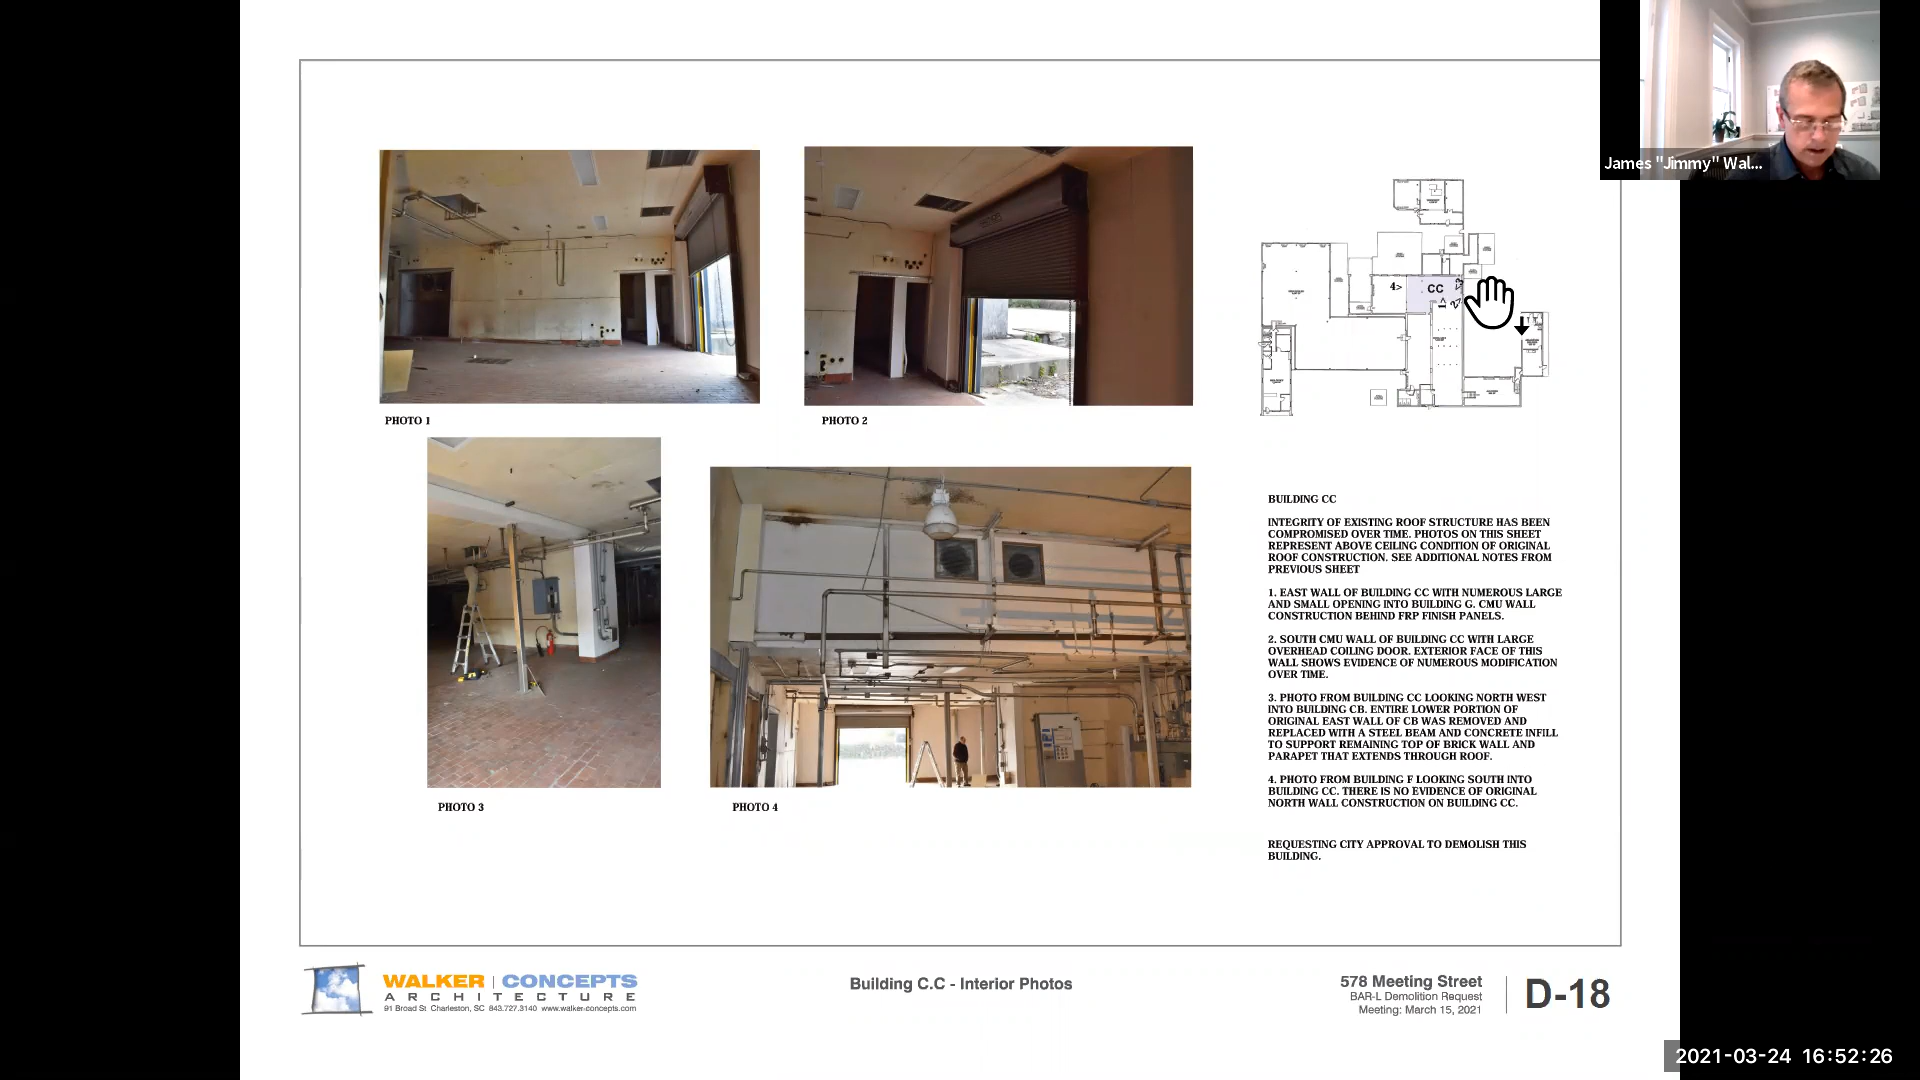 James "Jimmy" Wal...
PHOTO 1
PHOTO 2
4>
CC
PHOTO 3
PHOTO 4
BUILDING CC
INTEGRITY OF EXISTING ROOF STRUCTURE HAS BEEN
COMPROMISED OVER TIME. PHOTOS ON THIS SHEET
REPRESENT ABOVE CEILING CONDITION OF ORIGINAL
ROOF CONSTRUCTION. SEE ADDITIONAL NOTES FROM
PREVIOUS SHEET
1. EAST WALL OF BUILDING CC WITH NUMEROUS LARGE
AND SMALL OPENING INTO BUILDING G. CMU WALL
CONSTRUCTION BEHIND FRP FINISH PANELS.
2. SOUTH CMU WALL OF BUILDING CC WITH LARGE
OVERHEAD COILING DOOR. EXTERIOR FACE OF THIS
WALL SHOWS EVIDENCE OF NUMEROUS MODIFICATION
OVER TIME.
3. PHOTO FROM BUILDING CC LOOKING NORTH WEST
INTO BUILDING CB. ENTIRE LOWER PORTION OF
ORIGINAL EAST WALL OF CB WAS REMOVED AND
REPLACED WITH A STEEL BEAM AND CONCRETE INFILL
TO SUPPORT REMAINING TOP OF BRICK WALL AND
PARAPET THAT EXTENDS THROUGH ROOF.
4. PHOTO FROM BUILDING F LOOKING SOUTH INTO
BUILDING CC. THERE IS NO EVIDENCE OF ORIGINAL
NORTH WALL CONSTRUCTION ON BUILDING CC.
REQUESTING CITY APPROVAL TO DEMOLISH THIS
BUILDING.
WALKER | CONCEPTS
ARCHITECTURE
91 Broad St Charleston, SC 843.727.3140 www.walker-concepts.com
Building C.C - Interior Photos
578 Meeting Street
BAR-L Demolition Request
Meeting: March 15, 2021
D-18
2021-03-24 16:52:26